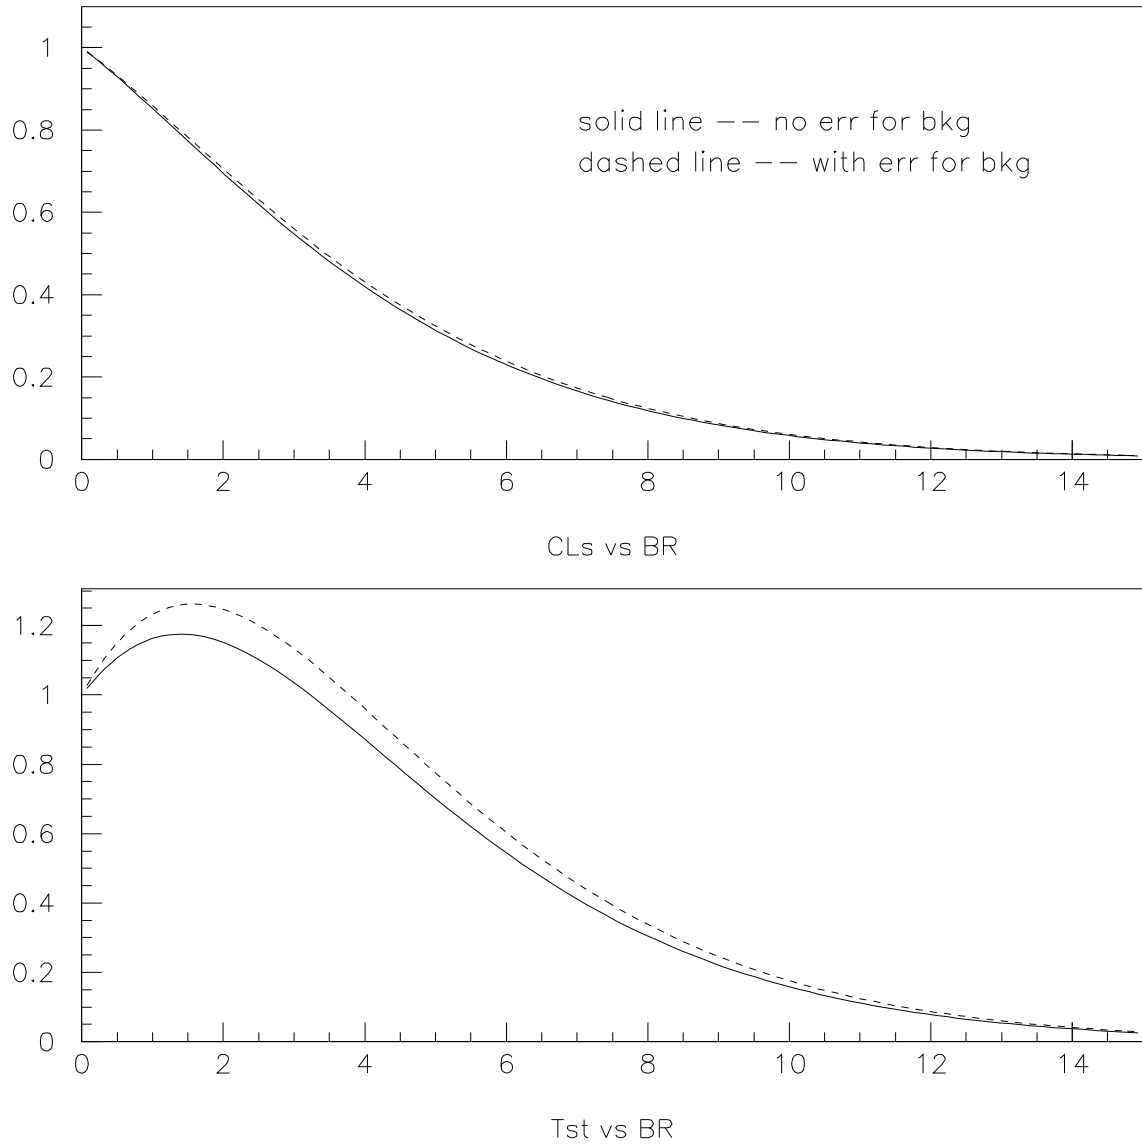 1
0.8
0.6
0.4
0.2
0
solid line -- no err for bkg
dashed line -- with err for bkg
0 2 4 6 8 10 12 14
CLs vs BR
1.2
1
0.8
0.6
0.4
0.2
0
0 2 4 6 8 10 12 14
Tst vs BR